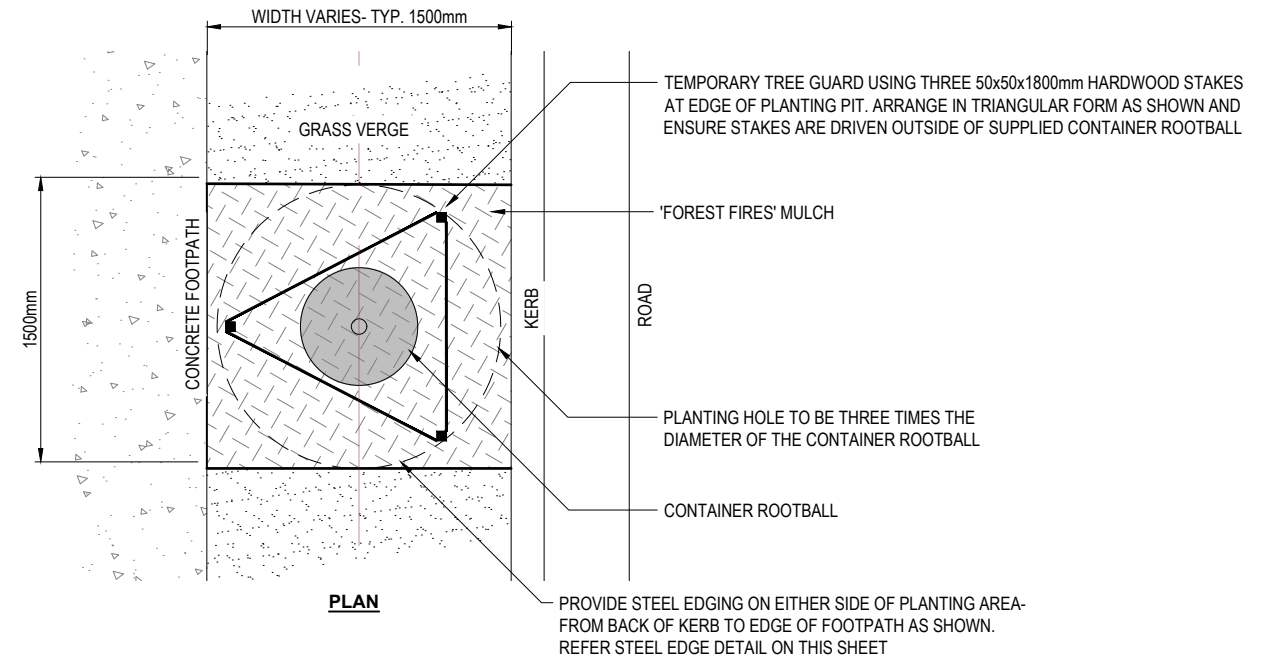 WIDTH VARIES- TYP. 1500mm
TEMPORARY TREE GUARD USING THREE 50x50x1800mm HARDWOOD STAKES
AT EDGE OF PLANTING PIT. ARRANGE IN TRIANGULAR FORM AS SHOWN AND
ENSURE STAKES ARE DRIVEN OUTSIDE OF SUPPLIED CONTAINER ROOTBALL
GRASS VERGE
'FOREST FIRES' MULCH
1500mm
CONCRETE FOOTPATH
KERB
ROAD
PLANTING HOLE TO BE THREE TIMES THE
DIAMETER OF THE CONTAINER ROOTBALL
CONTAINER ROOTBALL
PLAN
PROVIDE STEEL EDGING ON EITHER SIDE OF PLANTING AREA-
FROM BACK OF KERB TO EDGE OF FOOTPATH AS SHOWN.
REFER STEEL EDGE DETAIL ON THIS SHEET